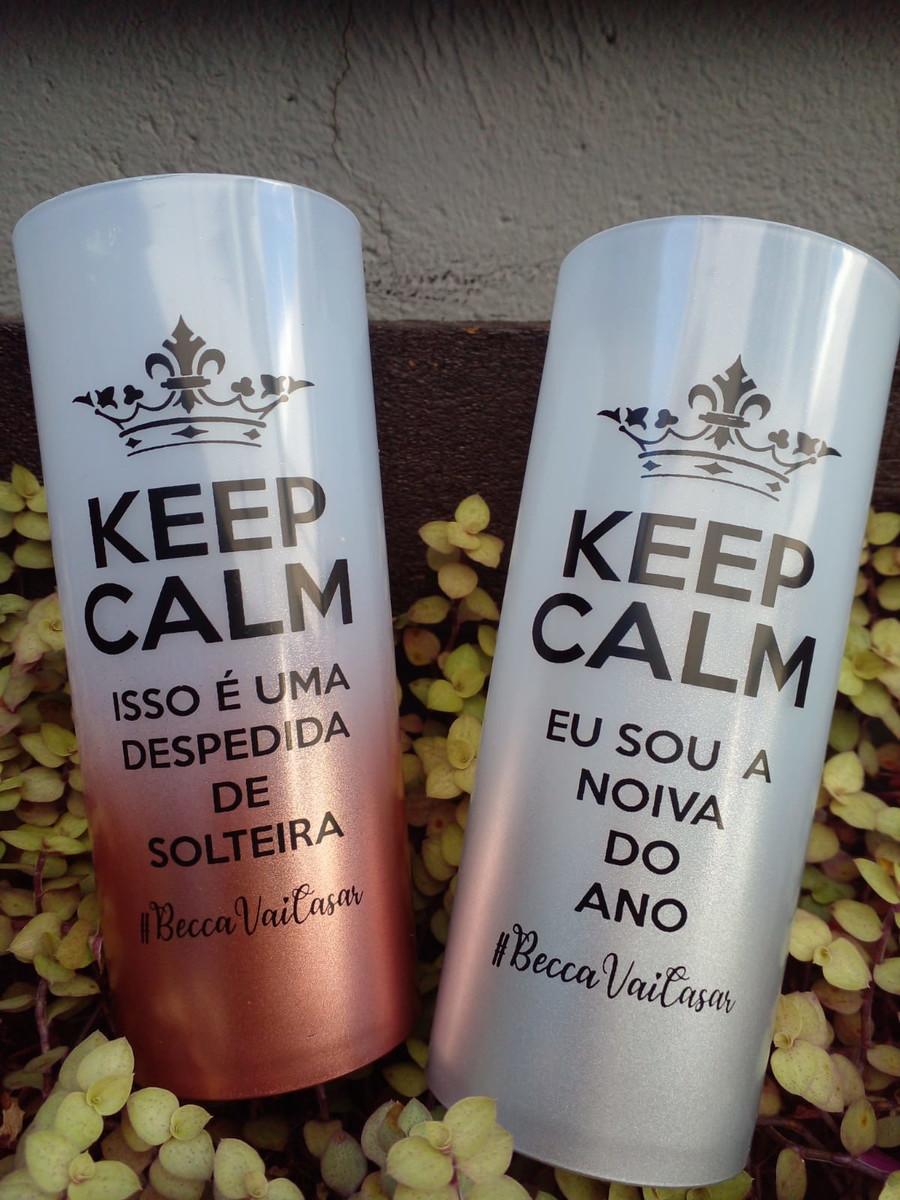 KEEP
CALM
ISSO É UMA
DESPEDIDA
DE
SOLTEIRA
#BeccaVaiCasar
KEEP
CALM
EU SOU A
NOIVA
DO
ANO
#BeccaVaiCasar